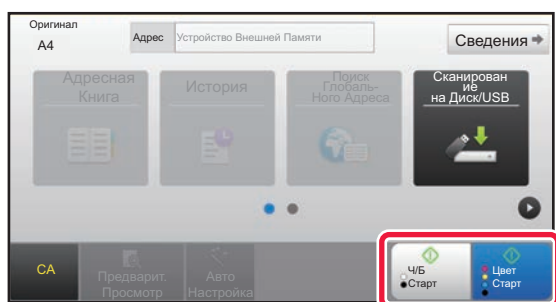 Оригинал
A4
Адрес
Устройство Внешней Памяти
Сведения
Адресная
Книга
История
Поиск
Глобаль-
Ного Адреса
Сканирован
ие
на Диск/USB
CA
Предварит.
Просмотр
Авто
Настройка
Ч/Б
Старт
Цвет
Старт